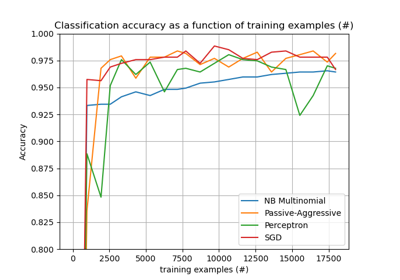 Classification accuracy as a function of training examples (#)
1.000
0.975
0.950
0.925
0.900
0.875
0.850
0.825
0.800
Accuracy
NB Multinomial
Passive-Aggressive
Perceptron
SGD
0 2500 5000 7500 10000 12500 15000 17500
training examples (#)